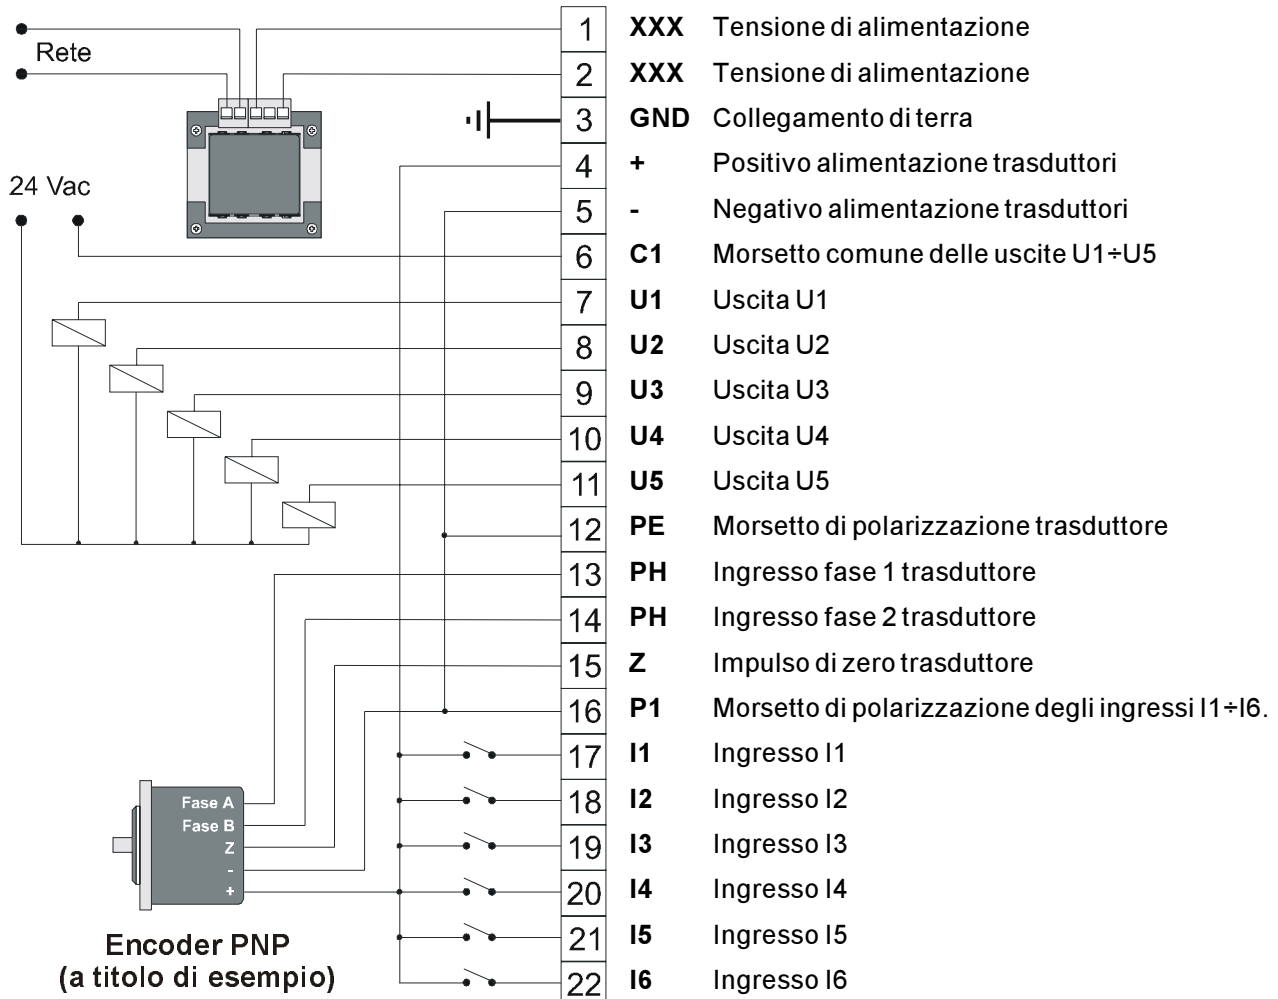 Rete
24 Vac
1 XXX Tensione di alimentazione
2 XXX Tensione di alimentazione
3 GND Collegamento di terra
4 + Positivo alimentazione trasduttori
5 - Negativo alimentazione trasduttori
6 C1 Morsetto comune delle uscite U1÷U5
7 U1 Uscita U1
8 U2 Uscita U2
9 U3 Uscita U3
10 U4 Uscita U4
11 U5 Uscita U5
12 PE Morsetto di polarizzazione trasduttore
13 PH Ingresso fase 1 trasduttore
14 PH Ingresso fase 2 trasduttore
15 Z Impulso di zero trasduttore
16 P1 Morsetto di polarizzazione degli ingressi I1÷I6.
17 I1 Ingresso I1
18 I2 Ingresso I2
19 I3 Ingresso I3
20 I4 Ingresso I4
21 I5 Ingresso I5
22 I6 Ingresso I6
Fase A
Fase B
Z
-
+
Encoder PNP
(a titolo di esempio)